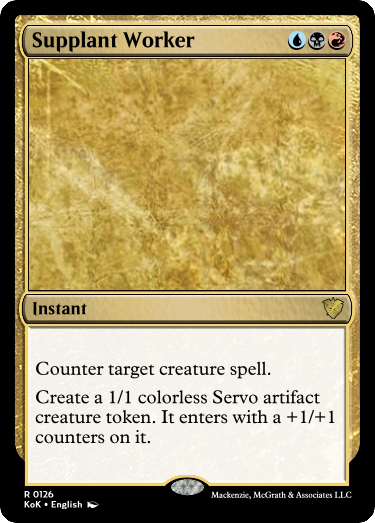 Supplant Worker
Instant
Counter target creature spell.
Create a 1/1 colorless Servo artifact
creature token. It enters with a +1/+1
counters on it.
R 0126
KoK • English
Mackenzie, McGrath & Associates LLC